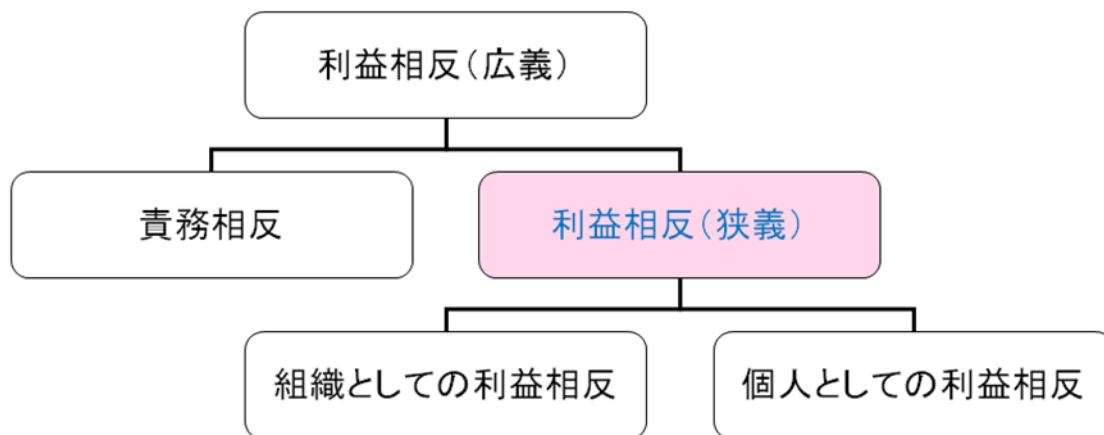 利益相反（広義）
責務相反
利益相反（狭義）
組織としての利益相反
個人としての利益相反